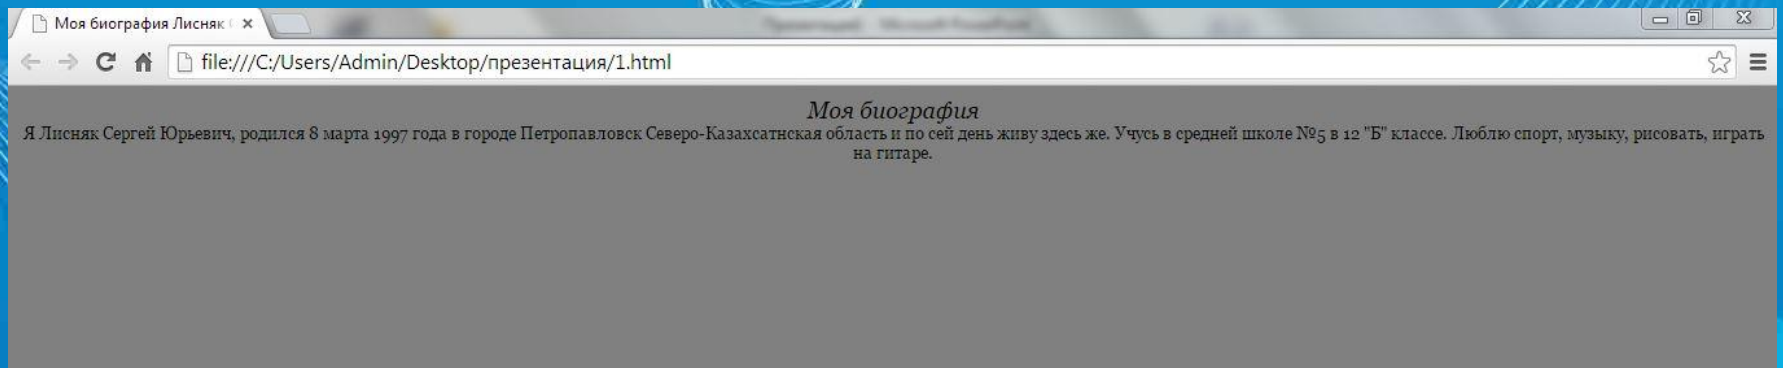 Моя биография Лисняк
file:///C:/Users/Admin/Desktop/презентация/1.html
Моя биография
Я Лисняк Сергей Юрьевич, родился 8 марта 1997 года в городе Петропавловск Северо-Казахсатнская область и по сей день живу здесь же. Учусь в средней школе №5 в 12 "Б" классе. Люблю спорт, музыку, рисовать, играть
на гитаре.